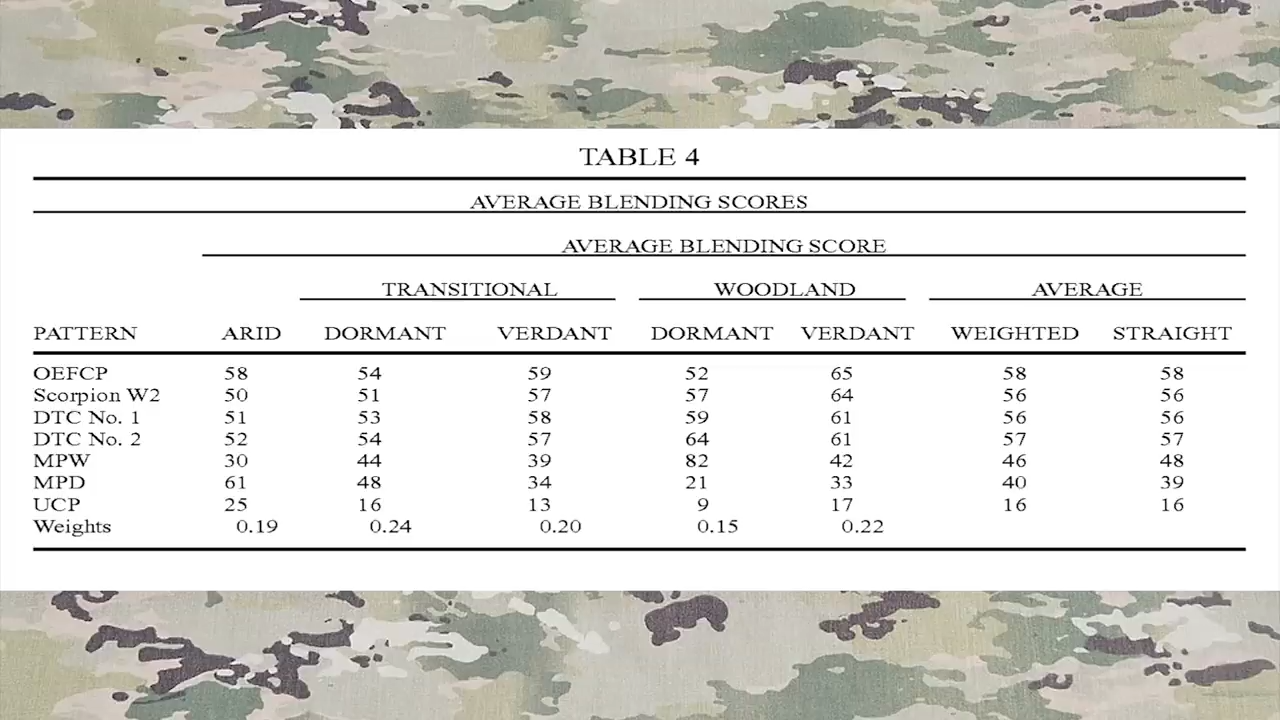 TABLE 4
AVERAGE BLENDING SCORES
AVERAGE BLENDING SCORE
TRANSITIONAL WOODLAND AVERAGE
PATTERN ARID DORMANT VERDANT DORMANT VERDANT WEIGHTED STRAIGHT
OEFCP 58 54 59 52 65 58 58
Scorpion W2 50 51 57 57 64 56 56
DTC No. 1 51 53 58 59 61 56 56
DTC No. 2 52 54 57 64 61 57 57
MPW 30 44 39 82 42 46 48
MPD 61 48 34 21 33 40 39
UCP 25 16 13 9 17 16 16
Weights 0.19 0.24 0.20 0.15 0.22